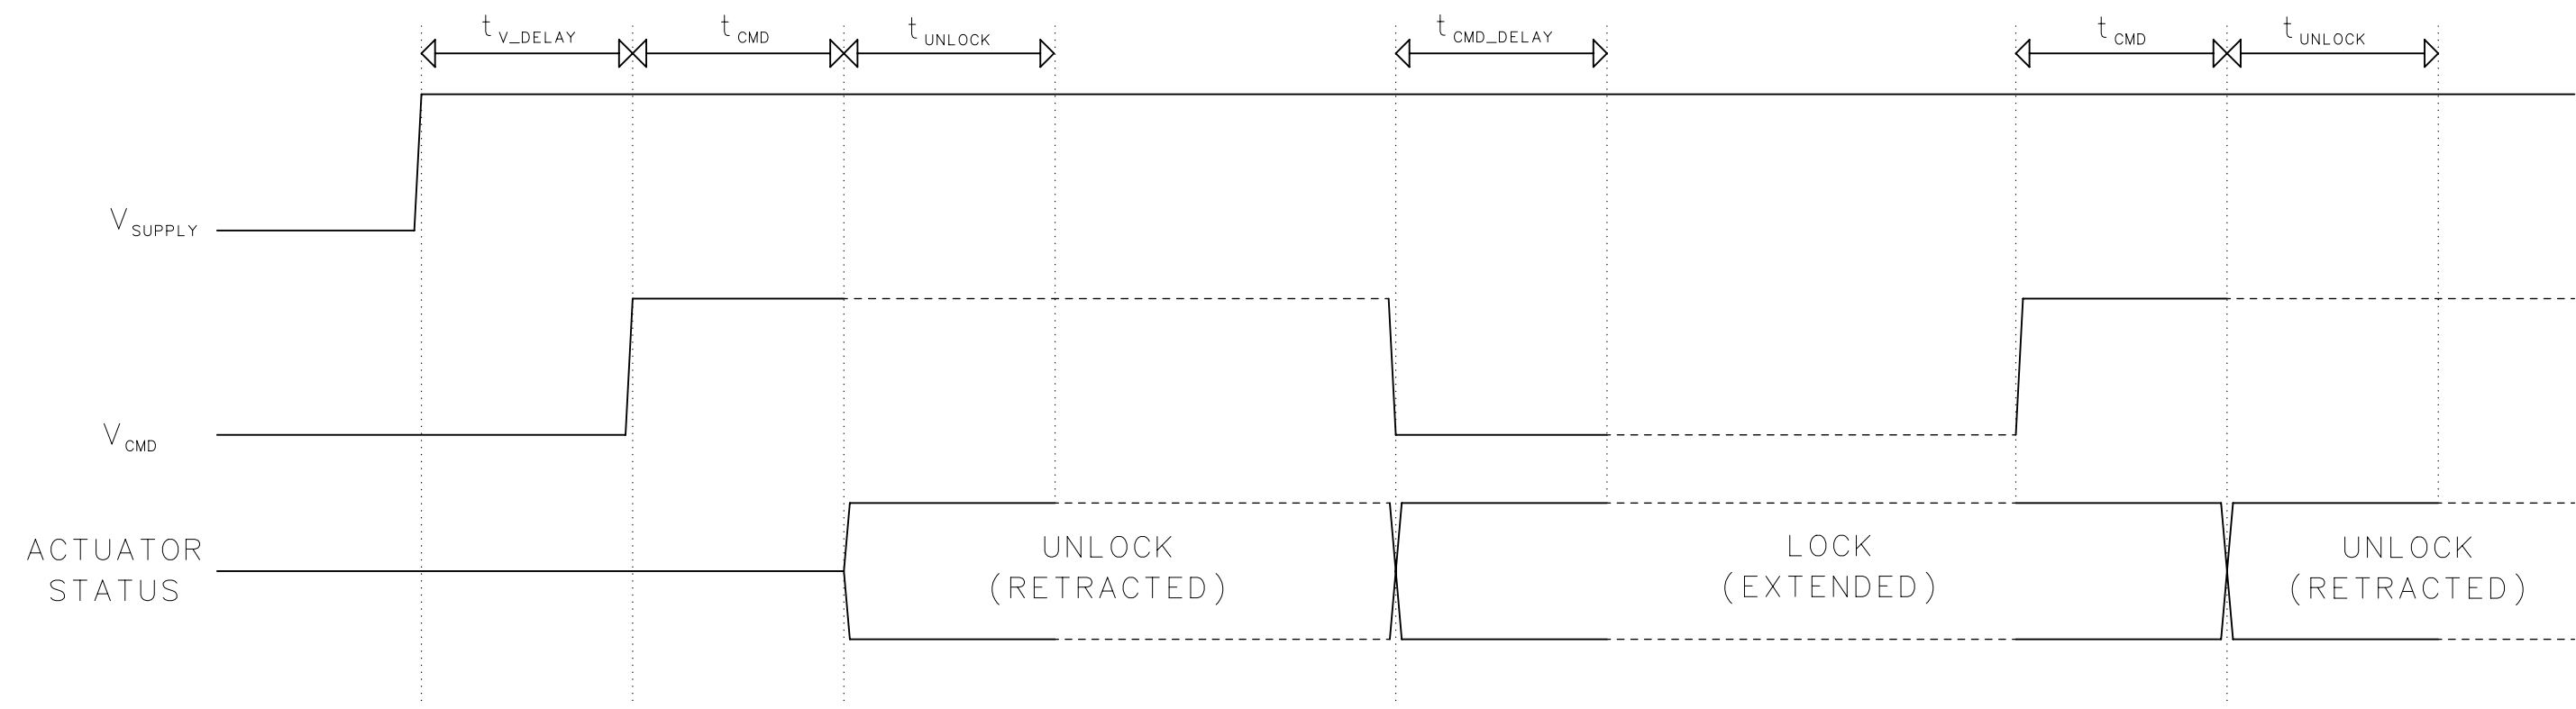 t V_DELAY t CMD t UNLOCK t CMD_DELAY t CMD t UNLOCK
V SUPPLY
V CMD
ACTUATOR
STATUS
UNLOCK
(RETRACTED)
LOCK
(EXTENDED)
UNLOCK
(RETRACTED)